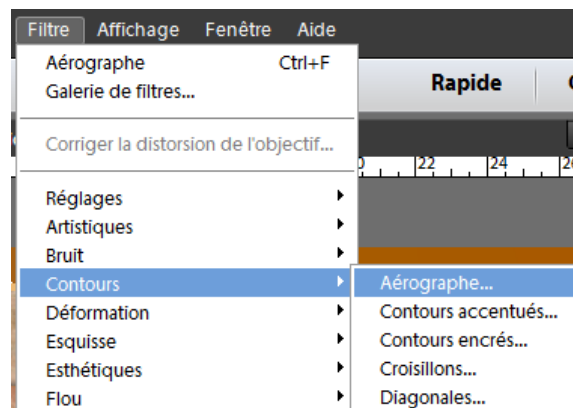 Filtre Affichage Fenêtre Aide
Aérographe Ctrl+F
Galerie de filtres...
Rapide
Corriger la distorsion de l'objectif...
22 24
Réglages
Artistiques
Bruit
Contours
Déformation
Esquisse
Esthétiques
Flou
Aérographe...
Contours accentués...
Contours encrés...
Croisillons...
Diagonales...